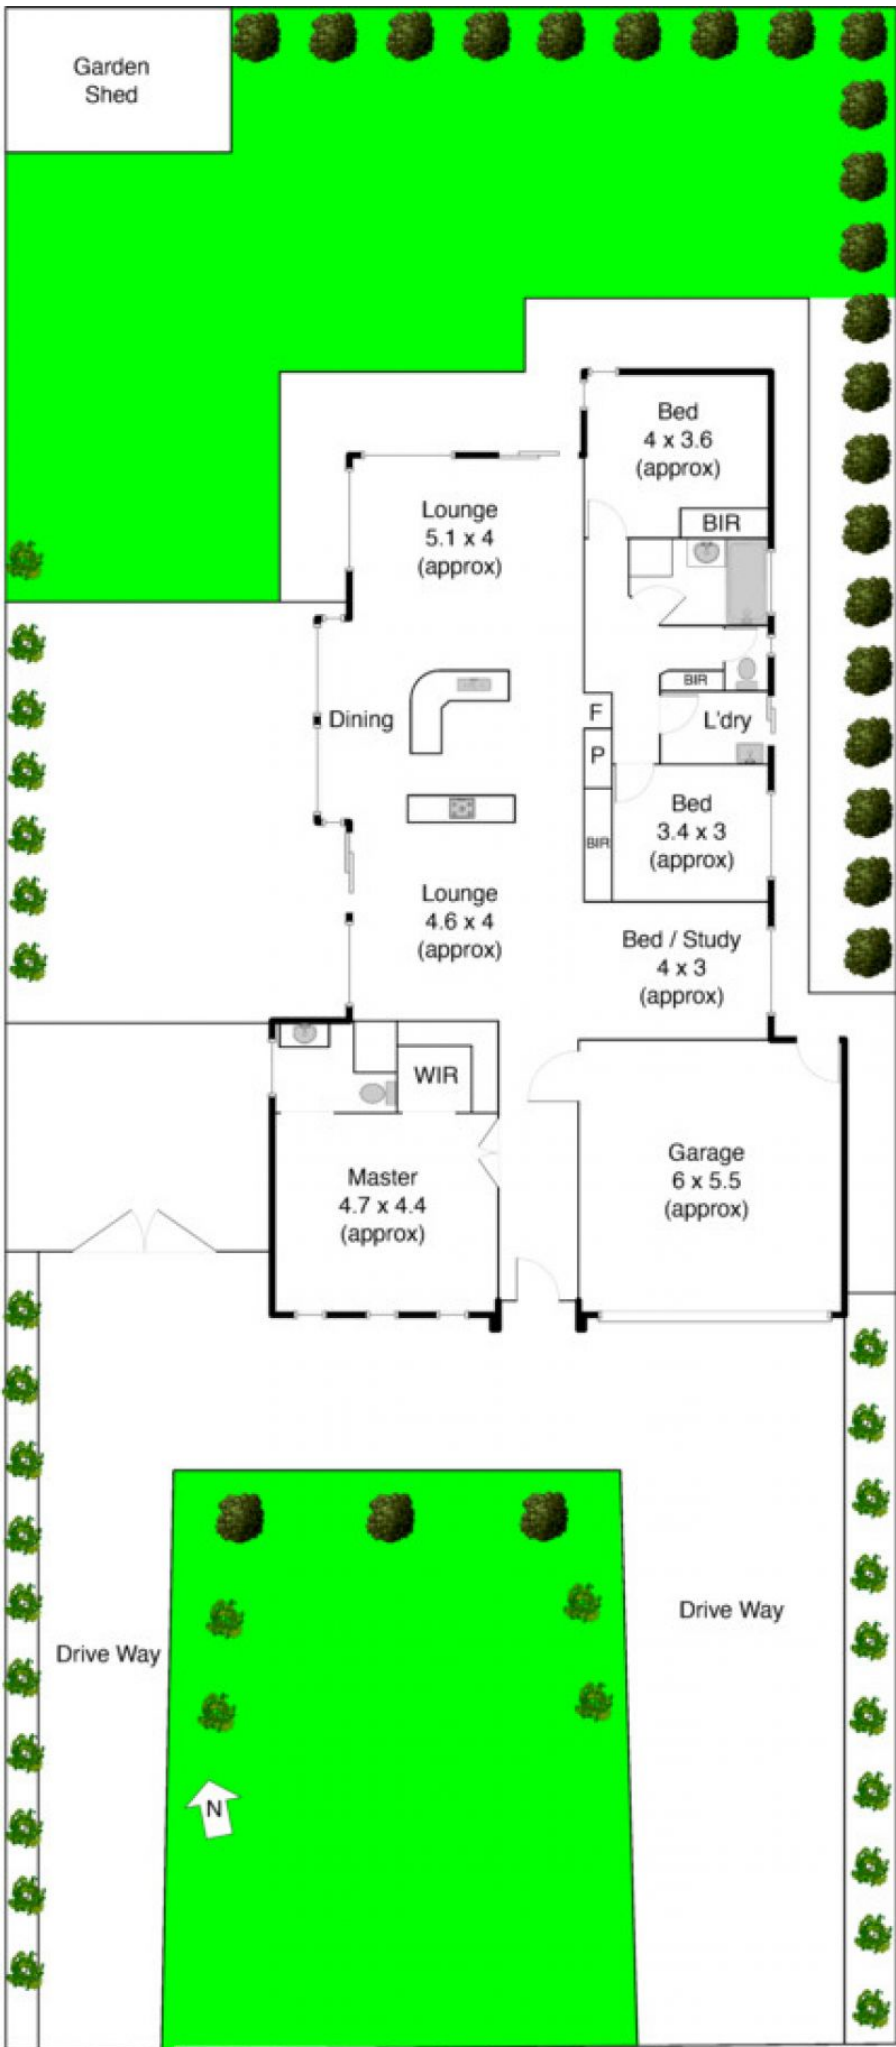 Garden
Shed
Bed
4 x 3.6
(approx)
BIR
Lounge
5.1 x 4
(approx)
BIR
F
L'dry
Dining
P
Bed
3.4 x 3
(approx)
BIR
Lounge
4.6 x 4
(approx)
Bed / Study
4 x 3
(approx)
WIR
Master
4.7 x 4.4
(approx)
Garage
6 x 5.5
(approx)
Drive Way
Drive Way
N